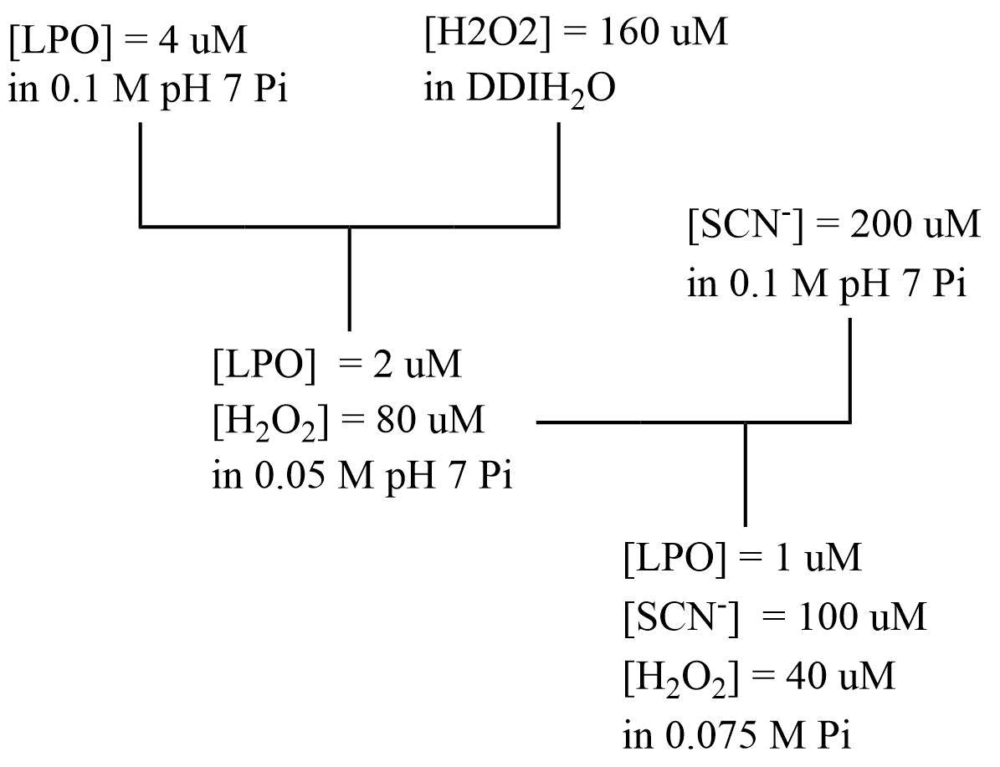 [LPO] = 4 uM
in 0.1 M pH 7 Pi
[H2O2] = 160 uM
in DDIH₂O
[SCN⁻] = 200 uM
in 0.1 M pH 7 Pi
[LPO] = 2 uM
[H₂O₂] = 80 uM
in 0.05 M pH 7 Pi
[LPO] = 1 uM
[SCN⁻] = 100 uM
[H₂O₂] = 40 uM
in 0.075 M Pi